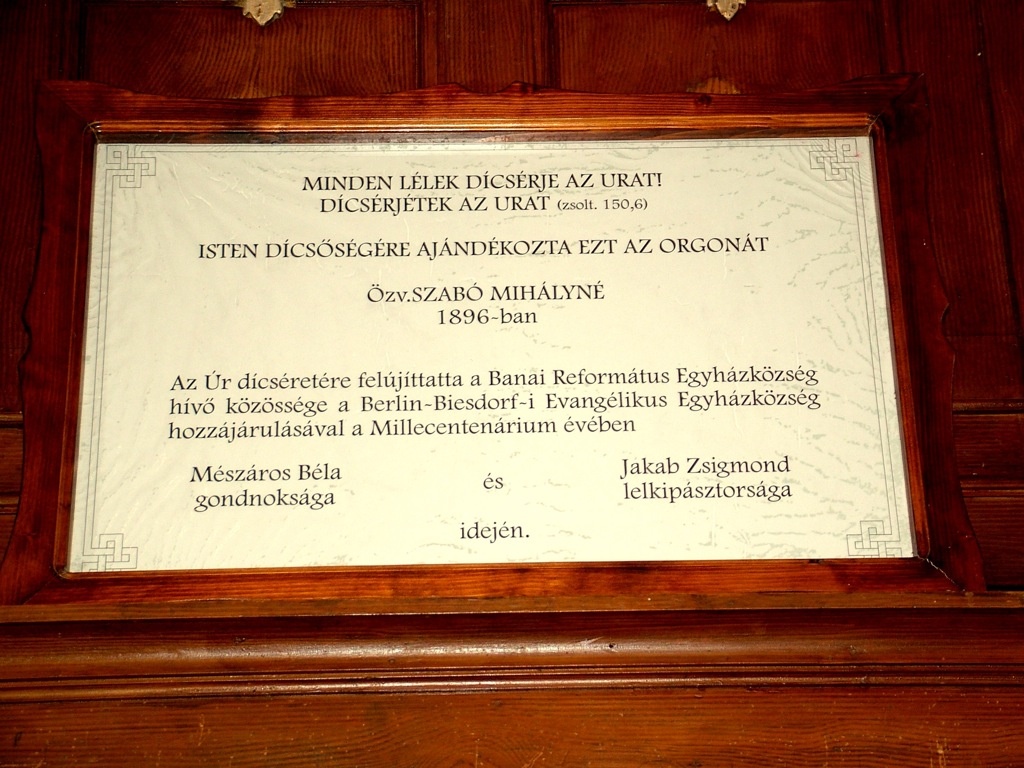 MINDEN LÉLEK DÍCSÉRJE AZ URAT!
DÍCSÉRJÉTEK AZ URAT (zsolt. 150,6)
ISTEN DÍCSŐSÉGÉRE AJÁNDÉKOZTA EZT AZ ORGONÁT
Özv.SZABÓ MIHÁLYNÉ
1896-ban
Az Úr dícséretére felújíttatta a Banai Református Egyházközség
hívő közössége a Berlin-Biesdorf-i Evangélikus Egyházközség
hozzájárulásával a Millecentenárium évében
Mészáros Béla és Jakab Zsigmond
gondnoksága lelkipásztorsága
idején.